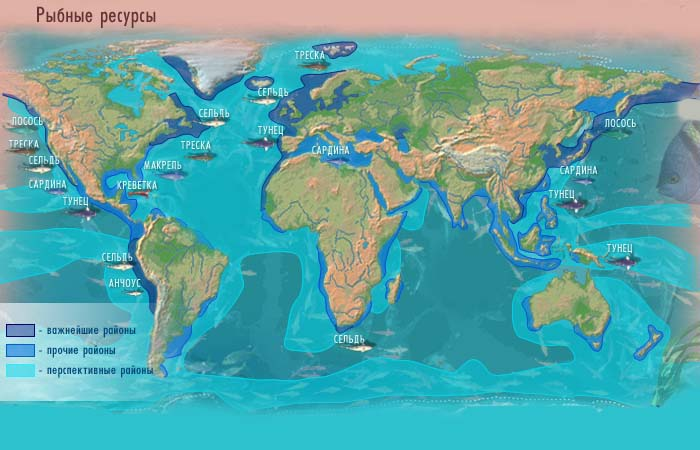 Рыбные ресурсы
ТРЕСКА
СЕЛЬДЬ
СЕЛЬДЬ
ЛОСОСЬ
ТРЕСКА
СЕЛЬДЬ
САРДИНА
ТУНЕЦ
ТРЕСКА
МАКРЕЛЬ
КРЕВЕТКА
ТУНЕЦ
САРДИНА
ЛОСОСЬ
САРДИНА
ТУНЕЦ
ТУНЕЦ
СЕЛЬДЬ
АНЧОУС
СЕЛЬДЬ
- важнейшие районы
- прочие районы
- перспективные районы